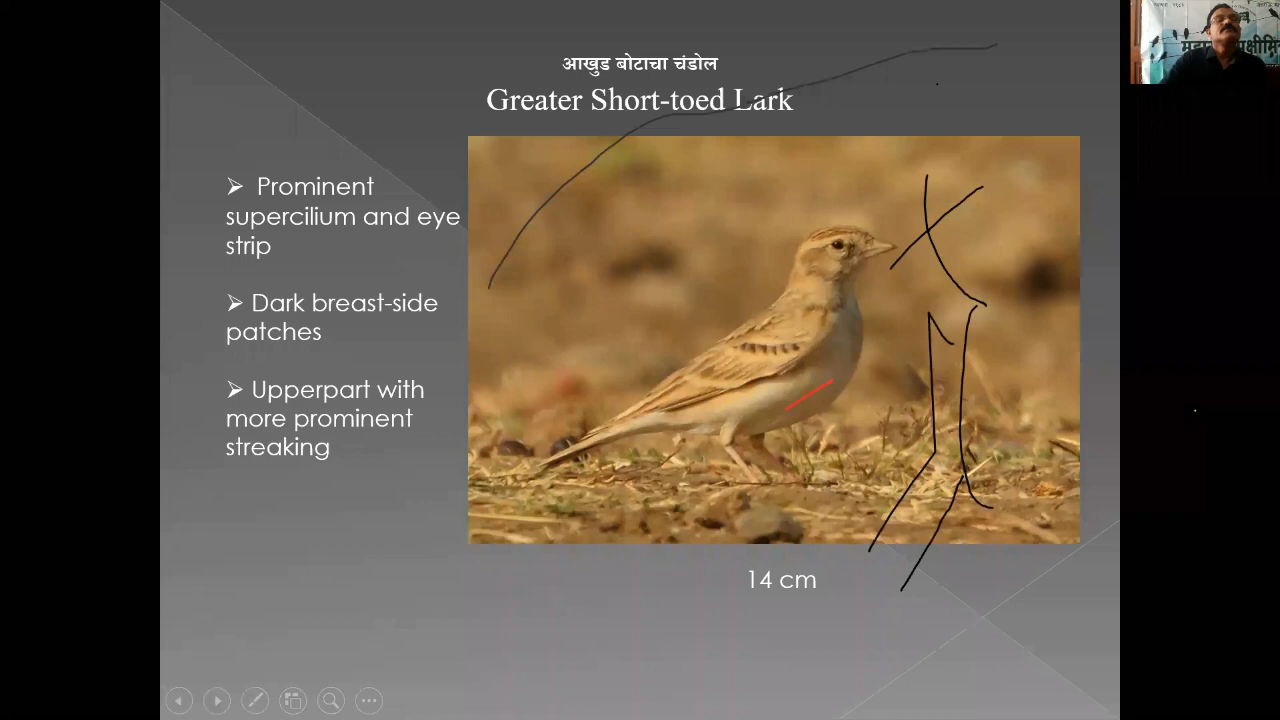 आखुड बोटाचा चंडोल
Greater Short-toed Lark
➢ Prominent
supercilium and eye
strip
➢ Dark breast-side
patches
➢ Upperpart with
more prominent
streaking
14 cm